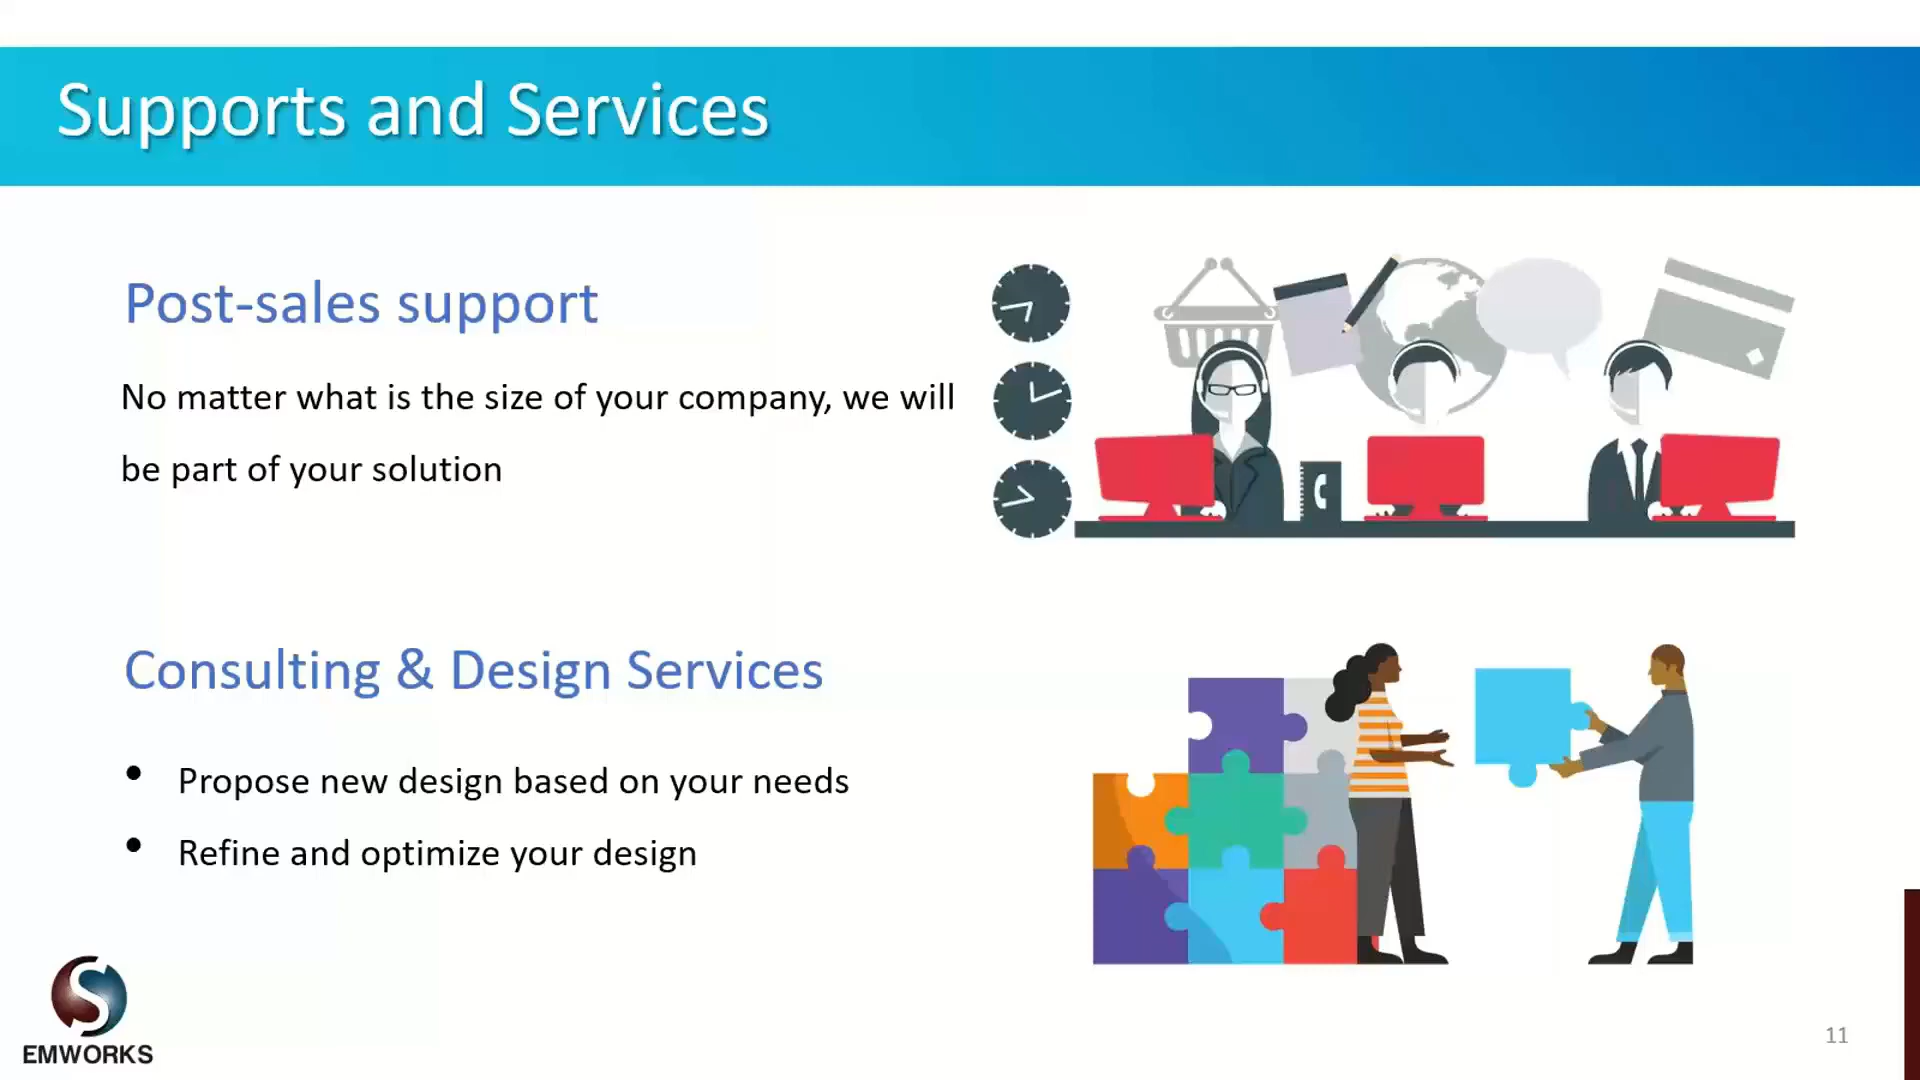 Supports and Services
Post-sales support
No matter what is the size of your company, we will
be part of your solution
Consulting & Design Services
• Propose new design based on your needs
• Refine and optimize your design
EMWORKS
11